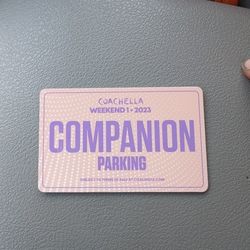 COACHELLA
WEEKEND 1 • 2023
COMPANION
PARKING